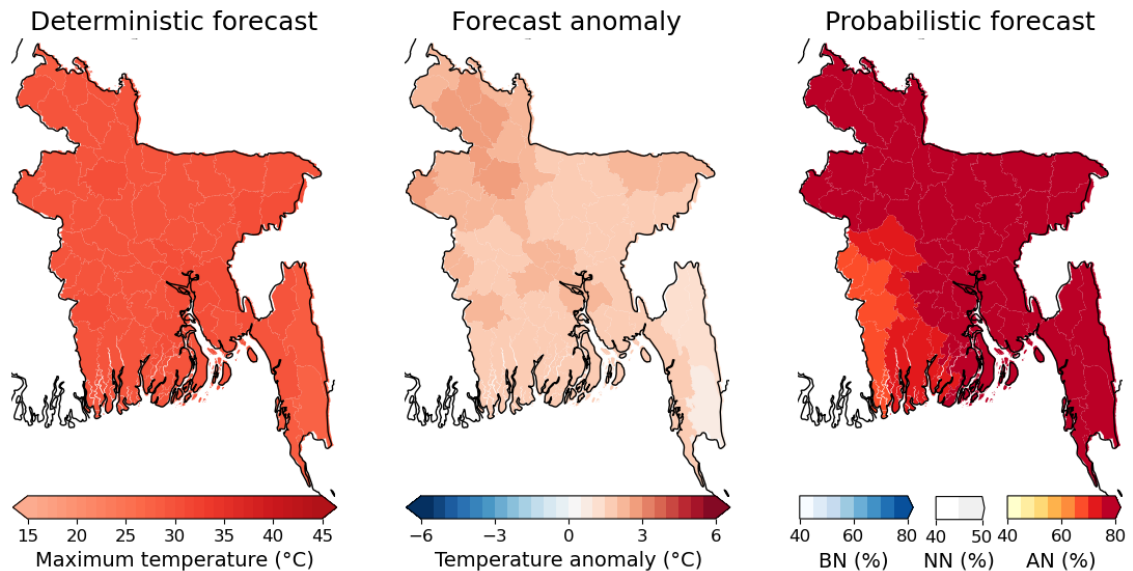 Deterministic forecast
Forecast anomaly
Probabilistic forecast
15 20 25 30 35 40 45
Maximum temperature (°C)
−6 −3 0 3 6
Temperature anomaly (°C)
40 60 80
BN (%)
40 50
NN (%)
40 60 80
AN (%)